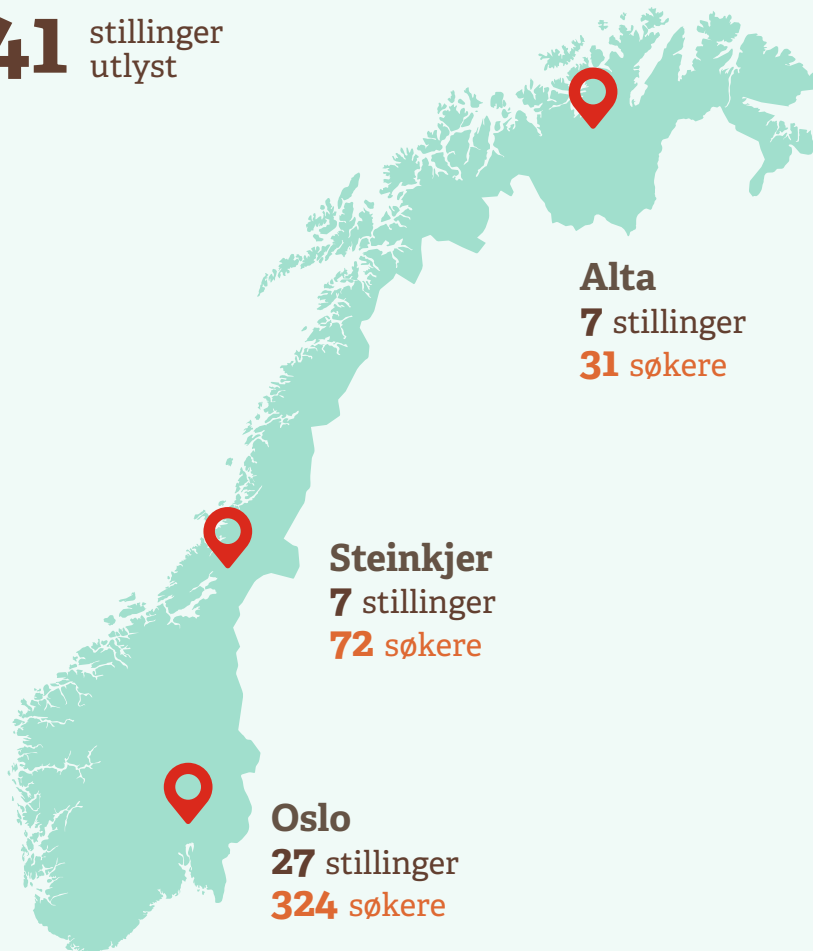 41 stillinger
utlyst
Alta
7 stillinger
31 søkere
Steinkjer
7 stillinger
72 søkere
Oslo
27 stillinger
324 søkere